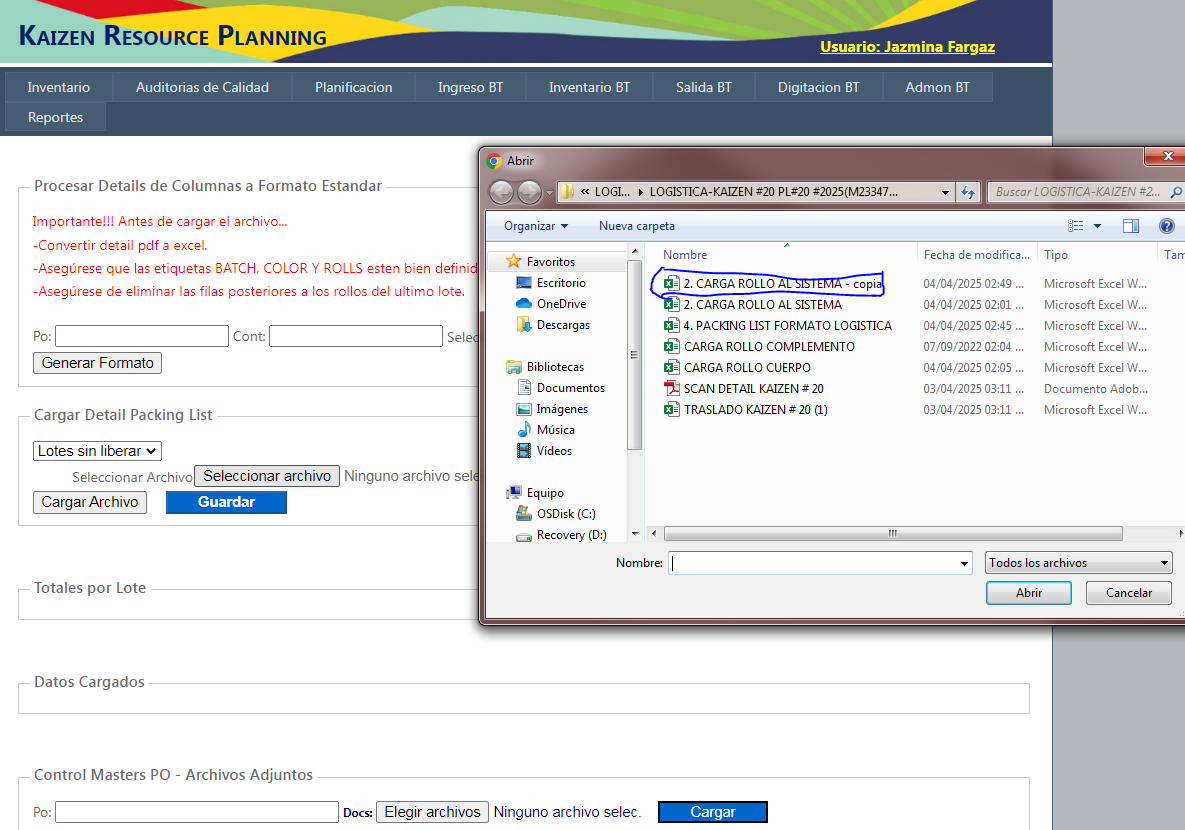 Kaizen Resource Planning
Usuario: Jazmina Fargaz
Inventario Auditorias de Calidad Planificacion Ingreso BT Inventario BT Salida BT Digitacion BT Admon BT
Reportes
Procesar Details de Columnas a Formato Estandar
Importante!!! Antes de cargar el archivo...
-Convertir detail pdf a excel.
-Asegúrese que las etiquetas BATCH, COLOR Y ROLLS esten bien definid
-Asegúrese de eliminar las filas posteriores a los rollos del ultimo lote.
Po: Cont: Selec
Generar Formato
Cargar Detail Packing List
Lotes sin liberar
Seleccionar Archivo Seleccionar archivo Ninguno archivo sele
Cargar Archivo Guardar
Totales por Lote
Datos Cargados
Control Masters PO - Archivos Adjuntos
Po: Docs: Elegir archivos Ninguno archivo selec. Cargar
Abrir
« LOGI... LOGISTICA-KAIZEN #20 PL#20 #2025(M23347... Buscar LOGISTICA-KAIZEN #2...
Organizar Nueva carpeta
Favoritos
Escritorio
OneDrive
Descargas
Bibliotecas
Documentos
Imágenes
Música
Vídeos
Equipo
OSDisk (C:)
Recovery (D:)
Nombre Fecha de modifica... Tipo Tam
2. CARGA ROLLO AL SISTEMA - copia 04/04/2025 02:49 ... Microsoft Excel W...
2. CARGA ROLLO AL SISTEMA 04/04/2025 02:01 ... Microsoft Excel W...
4. PACKING LIST FORMATO LOGISTICA 04/04/2025 02:45 ... Microsoft Excel W...
CARGA ROLLO COMPLEMENTO 07/09/2022 02:04 ... Microsoft Excel W...
CARGA ROLLO CUERPO 04/04/2025 02:05 ... Microsoft Excel W...
SCAN DETAIL KAIZEN # 20 03/04/2025 03:11 ... Documento Adob...
TRASLADO KAIZEN # 20 (1) 03/04/2025 03:11 ... Microsoft Excel W...
Nombre: Todos los archivos
Abrir Cancelar